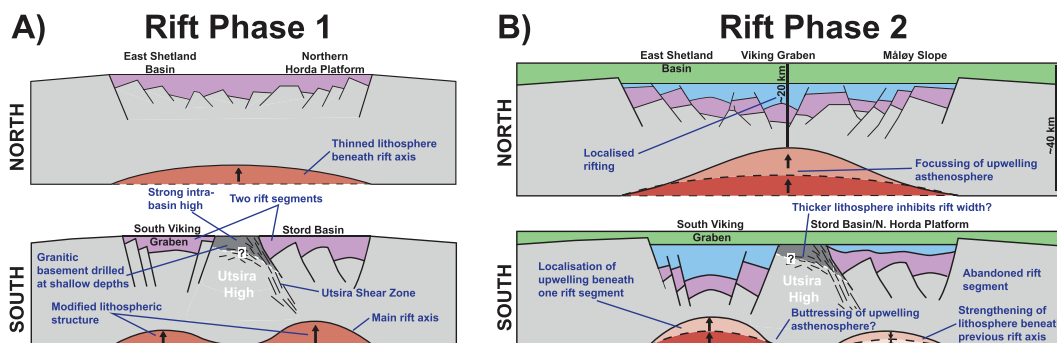 A)
Rift Phase 1
East Shetland
Basin
Northern
Horda Platform
NORTH
Thinned lithosphere
beneath rift axis
Strong intra-
basin high
Two rift segments
South Viking
Graben
Stord Basin
SOUTH
Granitic
basement drilled
at shallow depths
?
Utsira
High
Utsira Shear Zone
Modified lithospheric
structure
Main rift axis
B)
Rift Phase 2
East Shetland
Basin
Viking Graben
Måløy Slope
NORTH
~20 km
~40 km
Localised
rifting
Focussing of upwelling
asthenosphere
Thicker lithosphere inhibits rift width?
South Viking
Graben
Stord Basin/N. Horda Platform
SOUTH
Localisation of
upwelling beneath
one rift segment
?
Utsira
High
Abandoned rift
segment
Buttressing of upwelling
asthenosphere?
Strengthening of
lithosphere beneat
previous rift axis